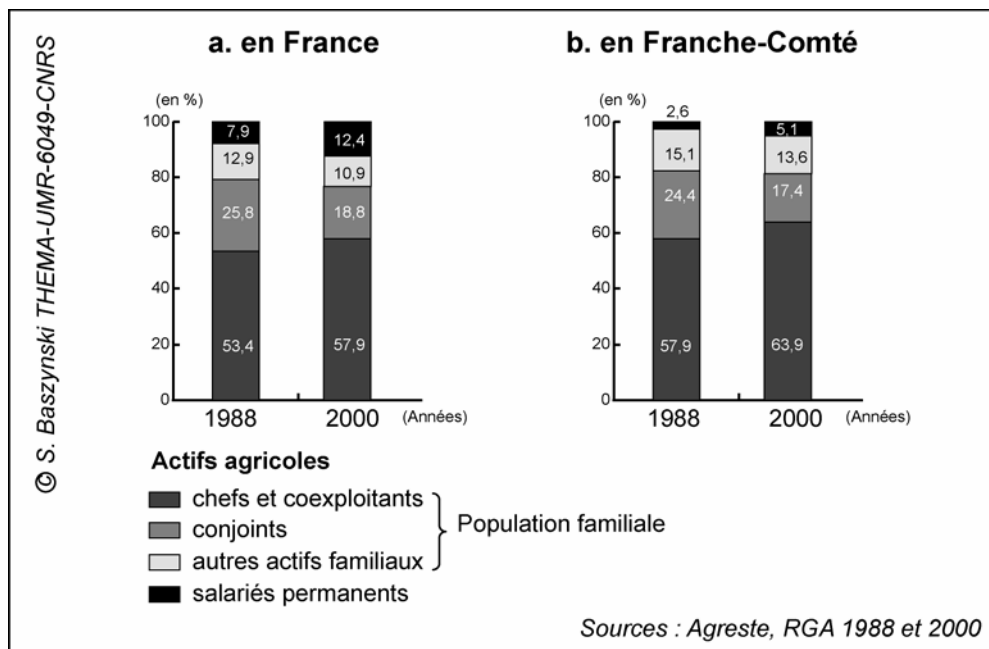 © S. Baszynski THEMA-UMR-6049-CNRS
a. en France
(en %)
100
80
60
40
20
0
7,9
12,9
25,8
53,4
12,4
10,9
18,8
57,9
1988
2000
(Années)
b. en Franche-Comté
(en %)
100
80
60
40
20
0
2,6
15,1
24,4
57,9
5,1
13,6
17,4
63,9
1988
2000
(Années)
Actifs agricoles
chefs et coexploitants
conjoints
autres actifs familiaux
Population familiale
salariés permanents
Sources : Agreste, RGA 1988 et 2000